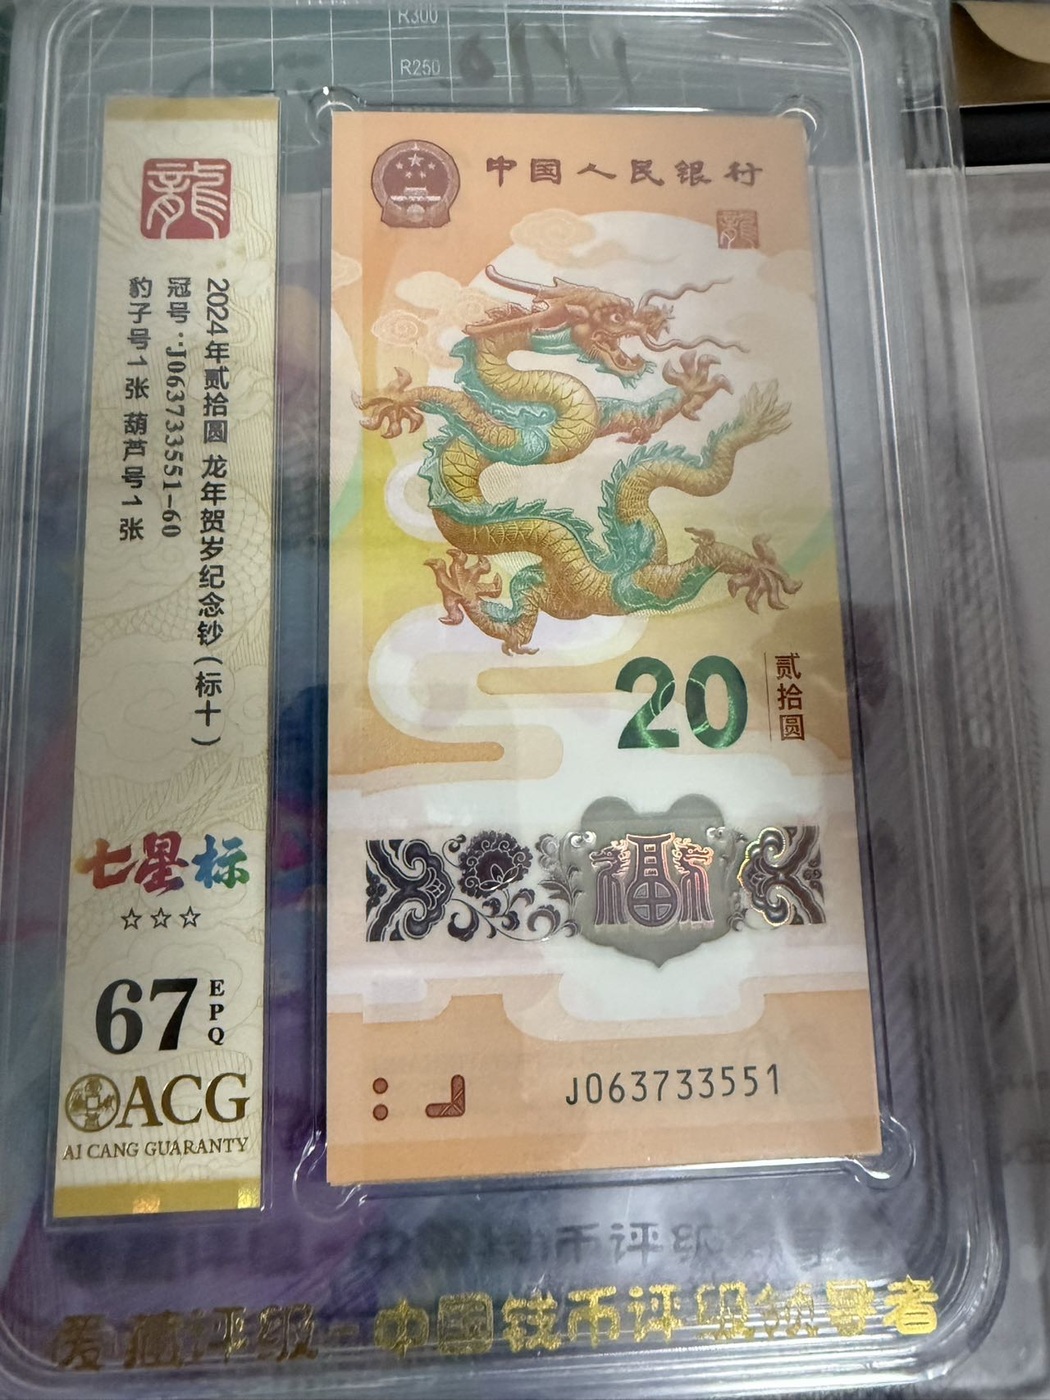 R300
R250
龍
2024年贰拾圆 龙年贺岁纪念钞(标十)
冠号:J063733551-60
豹子号1张 葫芦号1张
七星标
☆☆☆
67 EPQ
ACG
AI CANG GUARANTY
中国人民银行
龍
20
贰拾圆
福
J063733551
爱藏评级-中國钱币评级领导者